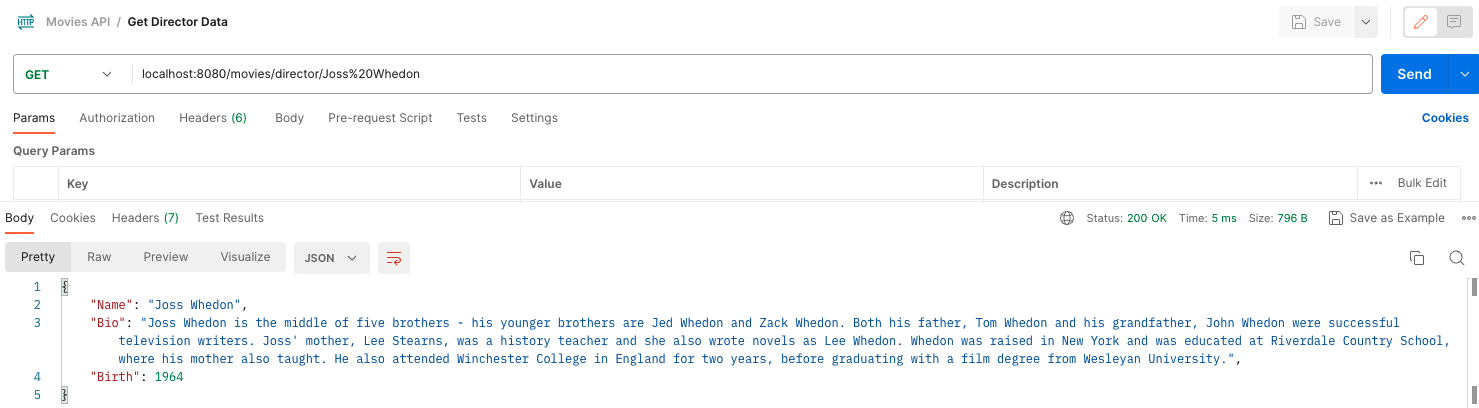 HTTP Movies API / Get Director Data Save
GET localhost:8080/movies/director/Joss%20Whedon Send
Params Authorization Headers (6) Body Pre-request Script Tests Settings Cookies
Query Params
Key Value Description Bulk Edit
Body Cookies Headers (7) Test Results Status: 200 OK Time: 5 ms Size: 796 B Save as Example
Pretty Raw Preview Visualize JSON
1 {
2 "Name": "Joss Whedon",
3 "Bio": "Joss Whedon is the middle of five brothers - his younger brothers are Jed Whedon and Zack Whedon. Both his father, Tom Whedon and his grandfather, John Whedon were successful
television writers. Joss' mother, Lee Stearns, was a history teacher and she also wrote novels as Lee Whedon. Whedon was raised in New York and was educated at Riverdale Country School,
where his mother also taught. He also attended Winchester College in England for two years, before graduating with a film degree from Wesleyan University.",
4 "Birth": 1964
5 }